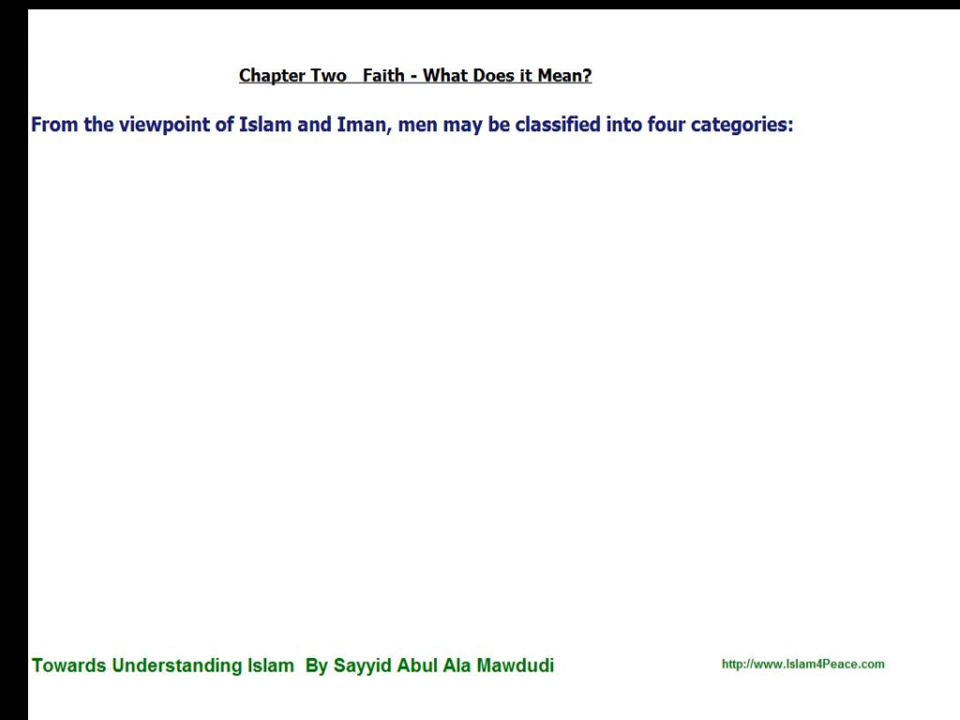 Chapter Two Faith - What Does it Mean?
From the viewpoint of Islam and Iman, men may be classified into four categories:
Towards Understanding Islam By Sayyid Abul Ala Mawdudi
http://www.Islam4Peace.com